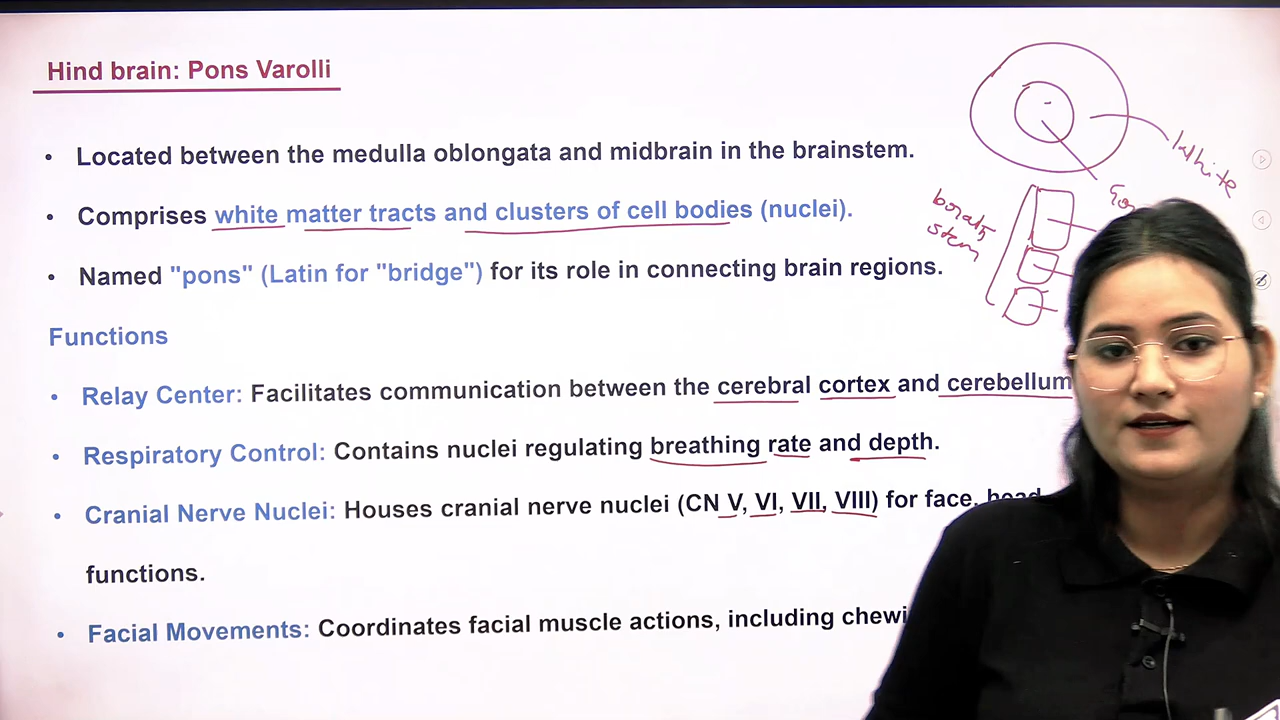 Hind brain: Pons Varolli
• Located between the medulla oblongata and midbrain in the brainstem.
• Comprises white matter tracts and clusters of cell bodies (nuclei).
• Named "pons" (Latin for "bridge") for its role in connecting brain regions.
Functions
• Relay Center: Facilitates communication between the cerebral cortex and cerebellum
• Respiratory Control: Contains nuclei regulating breathing rate and depth.
• Cranial Nerve Nuclei: Houses cranial nerve nuclei (CN V, VI, VII, VIII) for face, head
functions.
• Facial Movements: Coordinates facial muscle actions, including chewi
White
stem